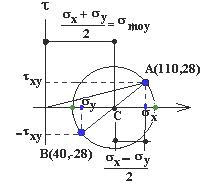 τ
σx + σy
2
= σmoy
A(110,28)
τxy
σy
C
σx
-τxy
B(40,-28)
σx - σy
2